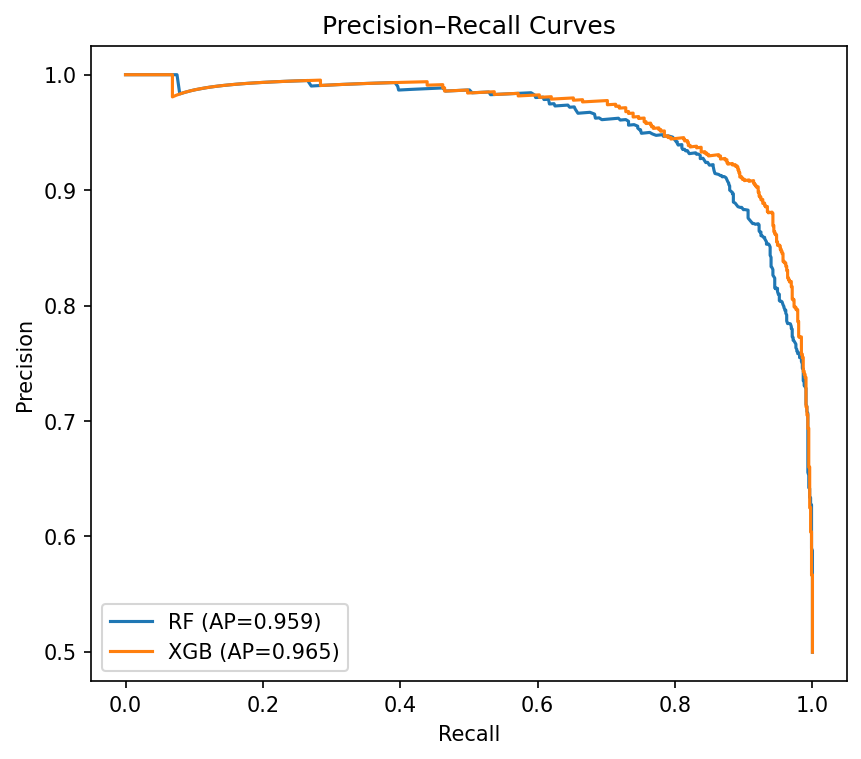 Precision–Recall Curves
Precision
1.0
0.9
0.8
0.7
0.6
0.5
RF (AP=0.959)
XGB (AP=0.965)
0.0 0.2 0.4 0.6 0.8 1.0
Recall